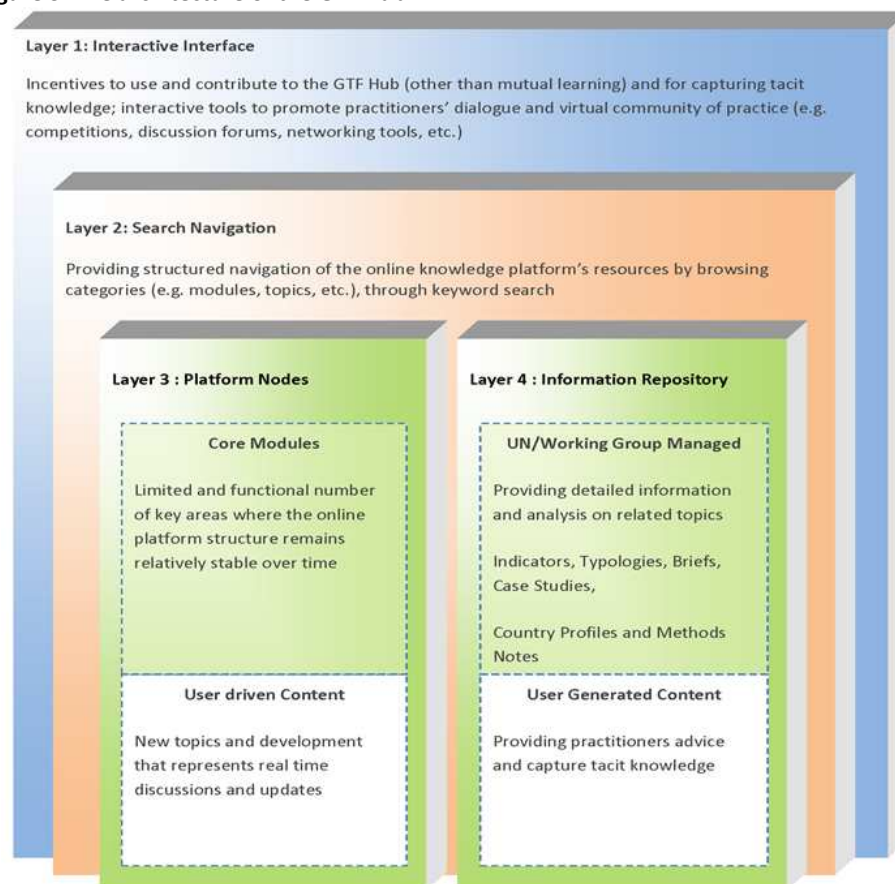 Layer 1: Interactive Interface
Incentives to use and contribute to the GTF Hub (other than mutual learning) and for capturing tacit
knowledge; interactive tools to promote practitioners' dialogue and virtual community of practice (e.g.
competitions, discussion forums, networking tools, etc.)
Layer 2: Search Navigation
Providing structured navigation of the online knowledge platform's resources by browsing
categories (e.g. modules, topics, etc.), through keyword search
Layer 3 : Platform Nodes
Core Modules
Limited and functional number
of key areas where the online
platform structure remains
relatively stable over time
User driven Content
New topics and development
that represents real time
discussions and updates
Layer 4 : Information Repository
UN/Working Group Managed
Providing detailed information
and analysis on related topics
Indicators, Typologies, Briefs,
Case Studies,
Country Profiles and Methods
Notes
User Generated Content
Providing practitioners advice
and capture tacit knowledge